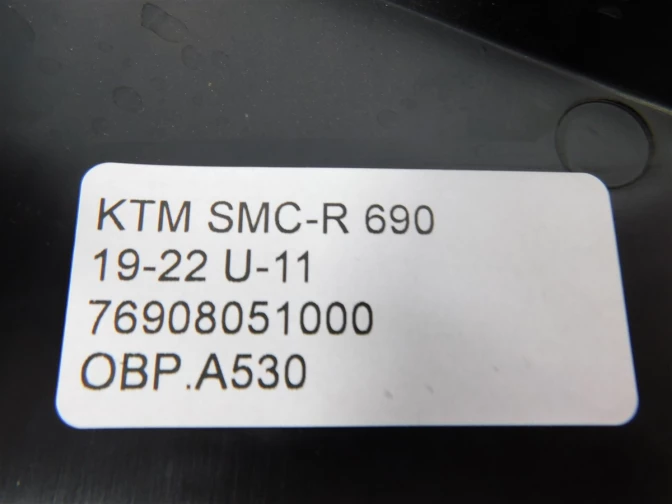 KTM SMC-R 690
19-22 U-11
76908051000
OBP.A530